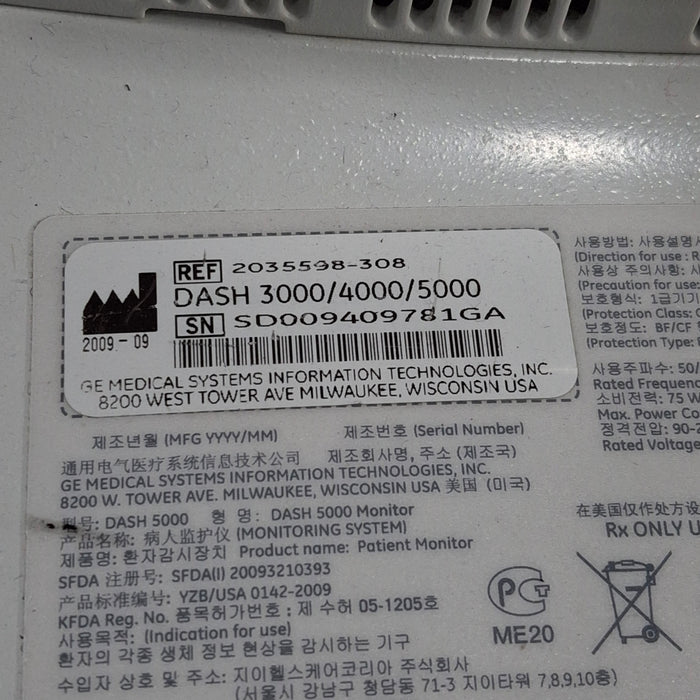 REF 2035598-308
DASH 3000/4000/5000
SN SD009409781GA
2009-09
GE MEDICAL SYSTEMS INFORMATION TECHNOLOGIES, INC.
8200 WEST TOWER AVE MILWAUKEE, WISCONSIN USA
제조년월 (MFG YYYY/MM) 제조번호 (Serial Number)
通用电气医疗系统信息技术公司 제조회사명, 주소 (제조국)
GE MEDICAL SYSTEMS INFORMATION TECHNOLOGIES, INC.
8200 W. TOWER AVE. MILWAUKEE, WISCONSIN USA 美国 (미국)
型号: DASH 5000 형 명: DASH 5000 Monitor
产品名称: 病人监护仪 (MONITORING SYSTEM)
제품명: 환자감시장치 Product name: Patient Monitor
SFDA 注册号: SFDA(I) 20093210393
产品标准编号: YZB/USA 0142-2009
KFDA Reg. No. 품목허가번호 : 제 수허 05-1205호
사용목적: (Indication for use)
환자의 각종 생체 정보 현상을 감시하는 기구
수입자 상호 : 지이헬스케어코리아 주식회사
(서울시 강남구 청담동 71-3 지이타워 7,8,9,10층)
사용방법: 사용설명
(Direction for use :
사용상 주의사항:
(Precaution for use:
보호형식: 1급기기
(Protection Class:
보호정도: BF/CF
(Protection Type:
사용주파수: 50/
Rated Frequenc
소비전력: 75 W
Max. Power Co
정격전압: 90-2
Rated Voltage
在美国仅作处方设
Rx ONLY U
PCT
ME20